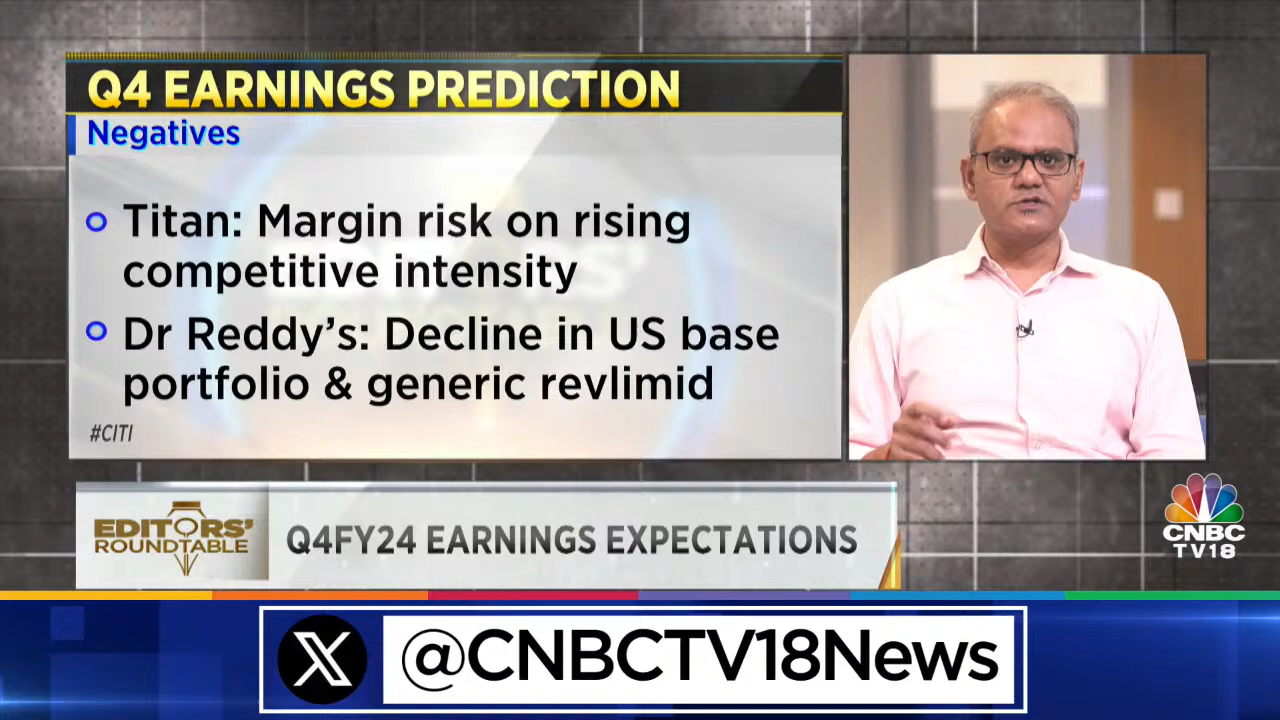 Q4 EARNINGS PREDICTION
Negatives
Titan: Margin risk on rising
competitive intensity
Dr Reddy’s: Decline in US base
portfolio & generic revlimid
#CITI
EDITORS’
ROUNDTABLE
Q4FY24 EARNINGS EXPECTATIONS
CNBC
TV18
@CNBCTV18News